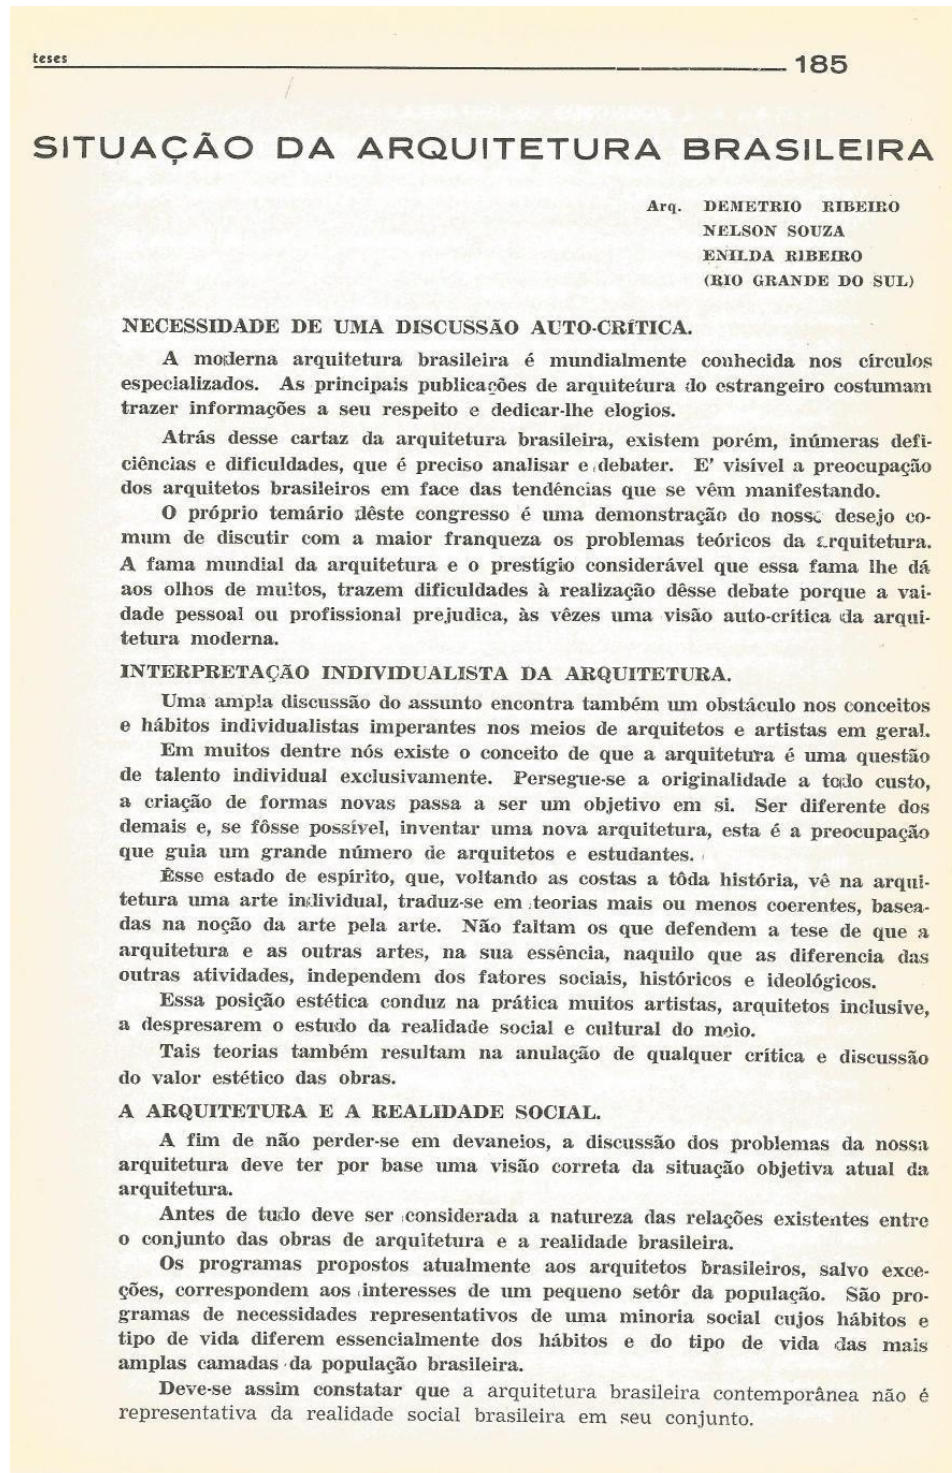 teses 185
SITUAÇÃO DA ARQUITETURA BRASILEIRA
Arq. DEMETRIO RIBEIRO
NELSON SOUZA
ENILDA RIBEIRO
(RIO GRANDE DO SUL)
NECESSIDADE DE UMA DISCUSSÃO AUTO-CRÍTICA.
A moderna arquitetura brasileira é mundialmente conhecida nos círculos
especializados. As principais publicações de arquitetura do estrangeiro costumam
trazer informações a seu respeito e dedicar-lhe elogios.
Atrás desse cartaz da arquitetura brasileira, existem porém, inúmeras defi-
ciências e dificuldades, que é preciso analisar e debater. E' visível a preocupação
dos arquitetos brasileiros em face das tendências que se vêm manifestando.
O próprio temário dêste congresso é uma demonstração do nosso desejo co-
mum de discutir com a maior franqueza os problemas teóricos da arquitetura.
A fama mundial da arquitetura e o prestígio considerável que essa fama lhe dá
aos olhos de muitos, trazem dificuldades à realização dêsse debate porque a vai-
dade pessoal ou profissional prejudica, às vêzes uma visão auto-crítica da arqui-
tetura moderna.
INTERPRETAÇÃO INDIVIDUALISTA DA ARQUITETURA.
Uma ampla discussão do assunto encontra também um obstáculo nos conceitos
e hábitos individualistas imperantes nos meios de arquitetos e artistas em geral.
Em muitos dentre nós existe o conceito de que a arquitetura é uma questão
de talento individual exclusivamente. Persegue-se a originalidade a todo custo,
a criação de formas novas passa a ser um objetivo em si. Ser diferente dos
demais e, se fôsse possível, inventar uma nova arquitetura, esta é a preocupação
que guia um grande número de arquitetos e estudantes.
Êsse estado de espírito, que, voltando as costas a tôda história, vê na arqui-
tetura uma arte individual, traduz-se em teorias mais ou menos coerentes, basea-
das na noção da arte pela arte. Não faltam os que defendem a tese de que a
arquitetura e as outras artes, na sua essência, naquilo que as diferencia das
outras atividades, independem dos fatores sociais, históricos e ideológicos.
Essa posição estética conduz na prática muitos artistas, arquitetos inclusive,
a despresarem o estudo da realidade social e cultural do meio.
Tais teorias também resultam na anulação de qualquer crítica e discussão
do valor estético das obras.
A ARQUITETURA E A REALIDADE SOCIAL.
A fim de não perder-se em devaneios, a discussão dos problemas da nossa
arquitetura deve ter por base uma visão correta da situação objetiva atual da
arquitetura.
Antes de tudo deve ser considerada a natureza das relações existentes entre
o conjunto das obras de arquitetura e a realidade brasileira.
Os programas propostos atualmente aos arquitetos brasileiros, salvo exce-
ções, correspondem aos interesses de um pequeno setôr da população. São pro-
gramas de necessidades representativos de uma minoria social cujos hábitos e
tipo de vida diferem essencialmente dos hábitos e do tipo de vida das mais
amplas camadas da população brasileira.
Deve-se assim constatar que a arquitetura brasileira contemporânea não é
representativa da realidade social brasileira em seu conjunto.